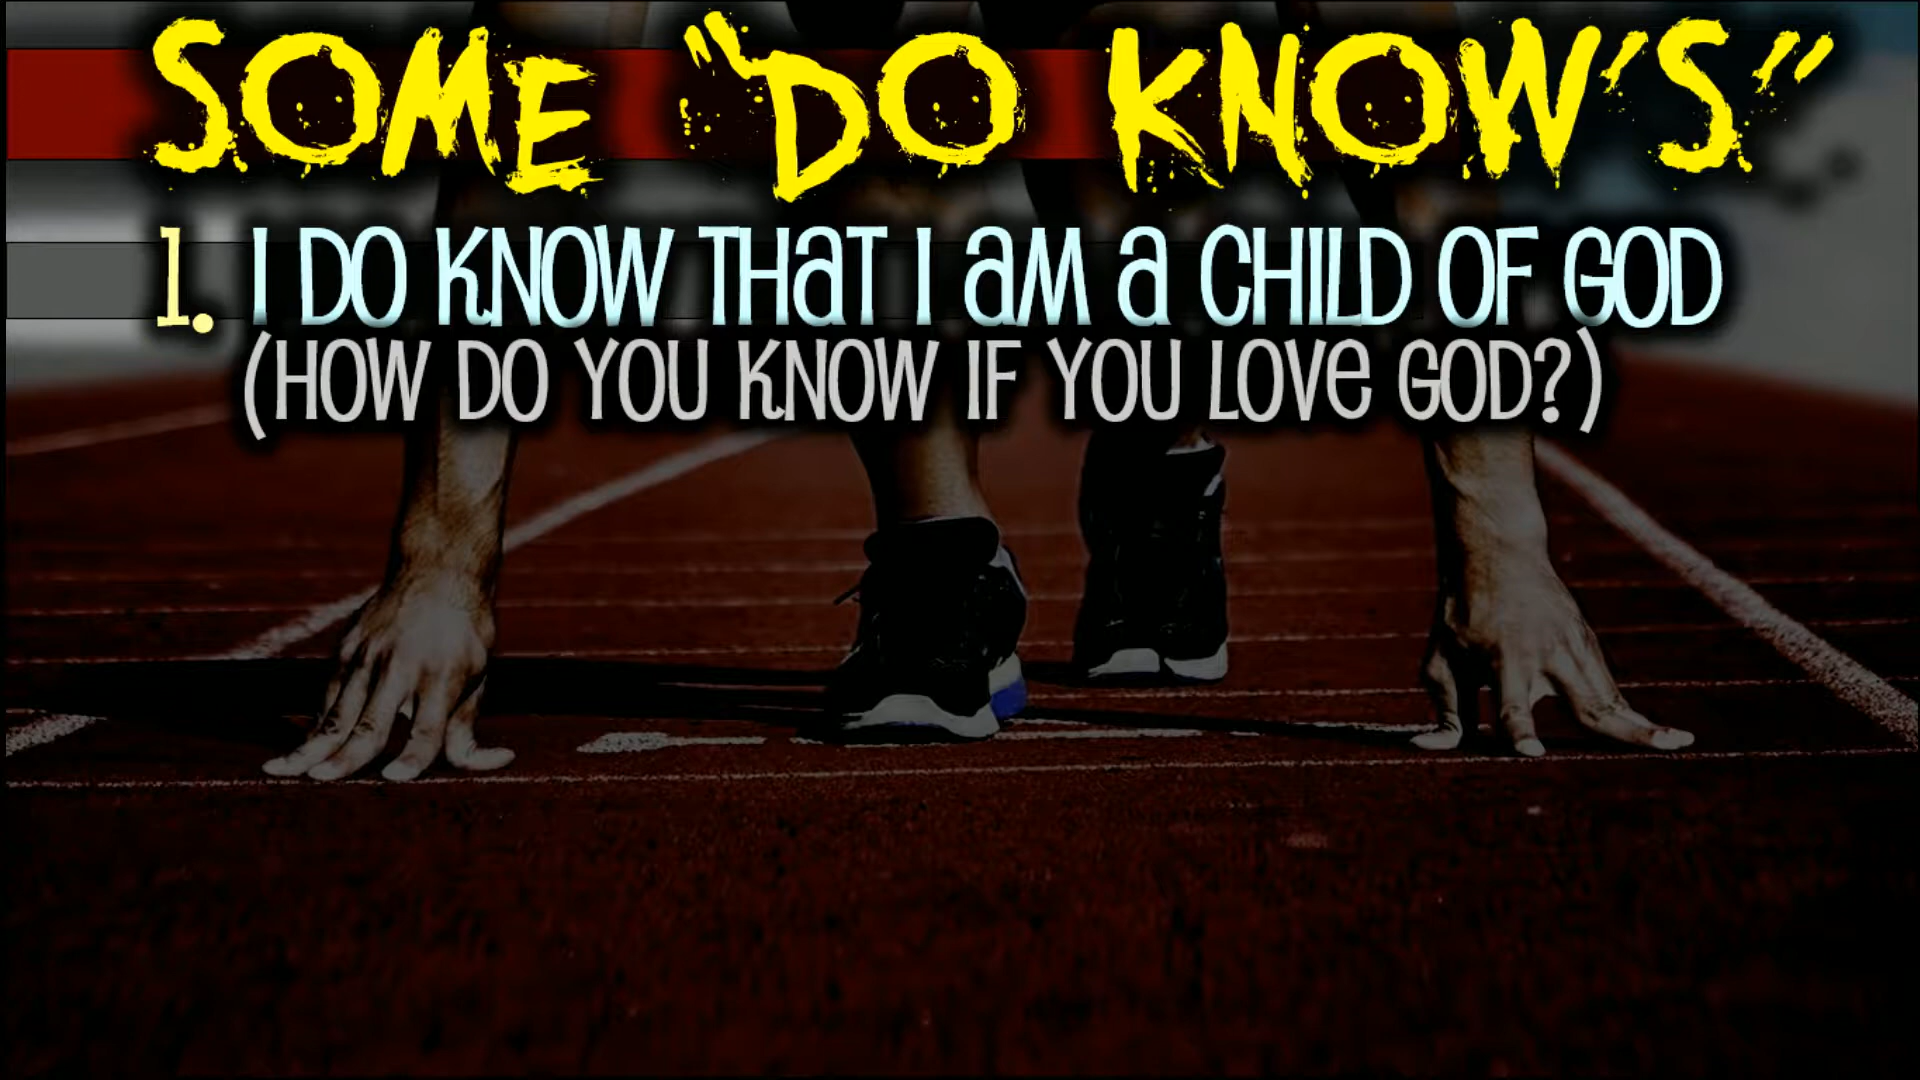 SOME "DO KNOW'S"
1. I DO KNOW THAT I AM A CHILD OF GOD
(HOW DO YOU KNOW IF YOU LOVE GOD?)